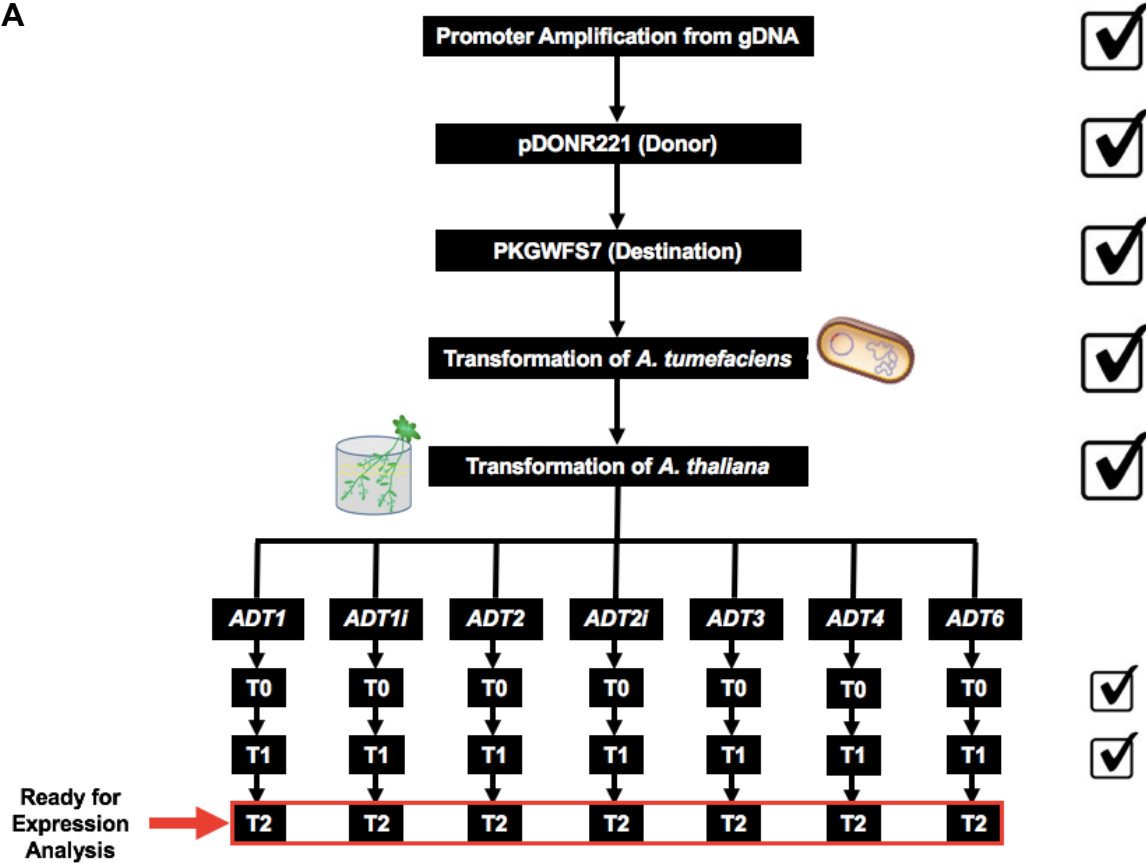 A
Promoter Amplification from gDNA
pDONR221 (Donor)
PKGWFS7 (Destination)
Transformation of A. tumefaciens
Transformation of A. thaliana
ADT1 ADT1i ADT2 ADT2i ADT3 ADT4 ADT6
T0 T0 T0 T0 T0 T0 T0
T1 T1 T1 T1 T1 T1 T1
Ready for
Expression
Analysis
T2 T2 T2 T2 T2 T2 T2